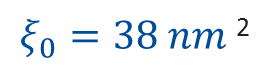 ξ₀ = 38 nm ²